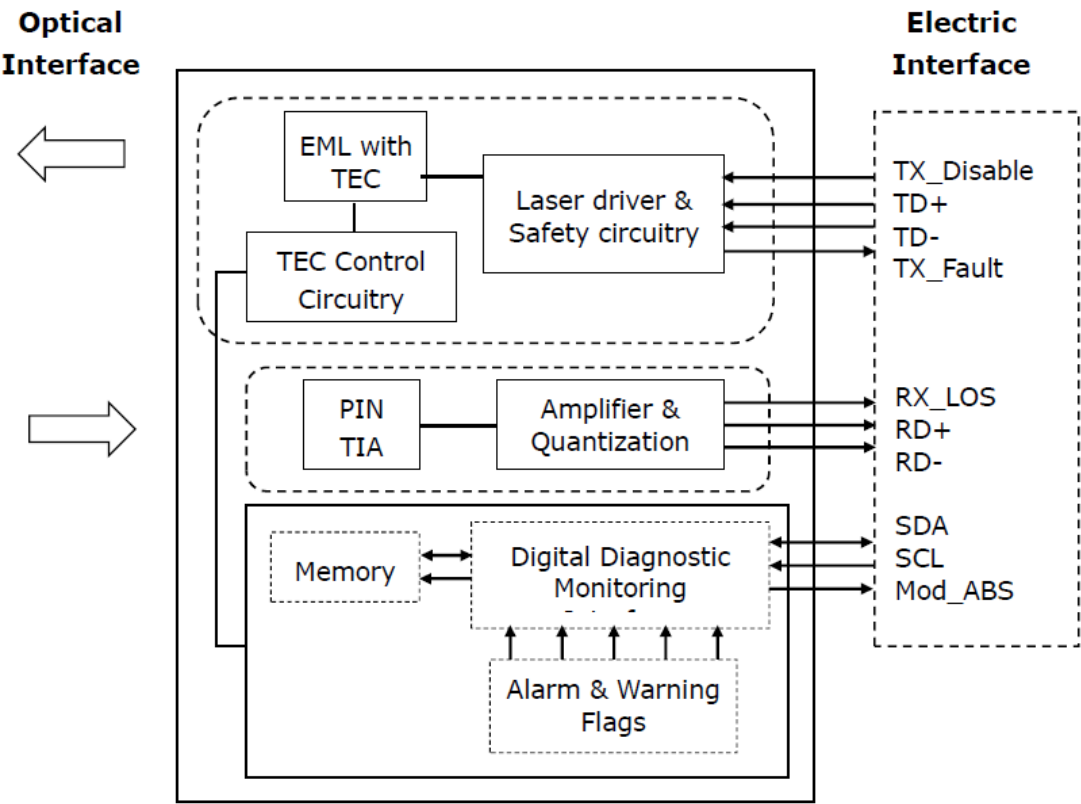 Optical
Interface
Electric
Interface
EML with
TEC
Laser driver &
Safety circuitry
TEC Control
Circuitry
TX_Disable
TD+
TD-
TX_Fault
PIN
TIA
Amplifier &
Quantization
RX_LOS
RD+
RD-
Memory
Digital Diagnostic
Monitoring
SDA
SCL
Mod_ABS
Alarm & Warning
Flags